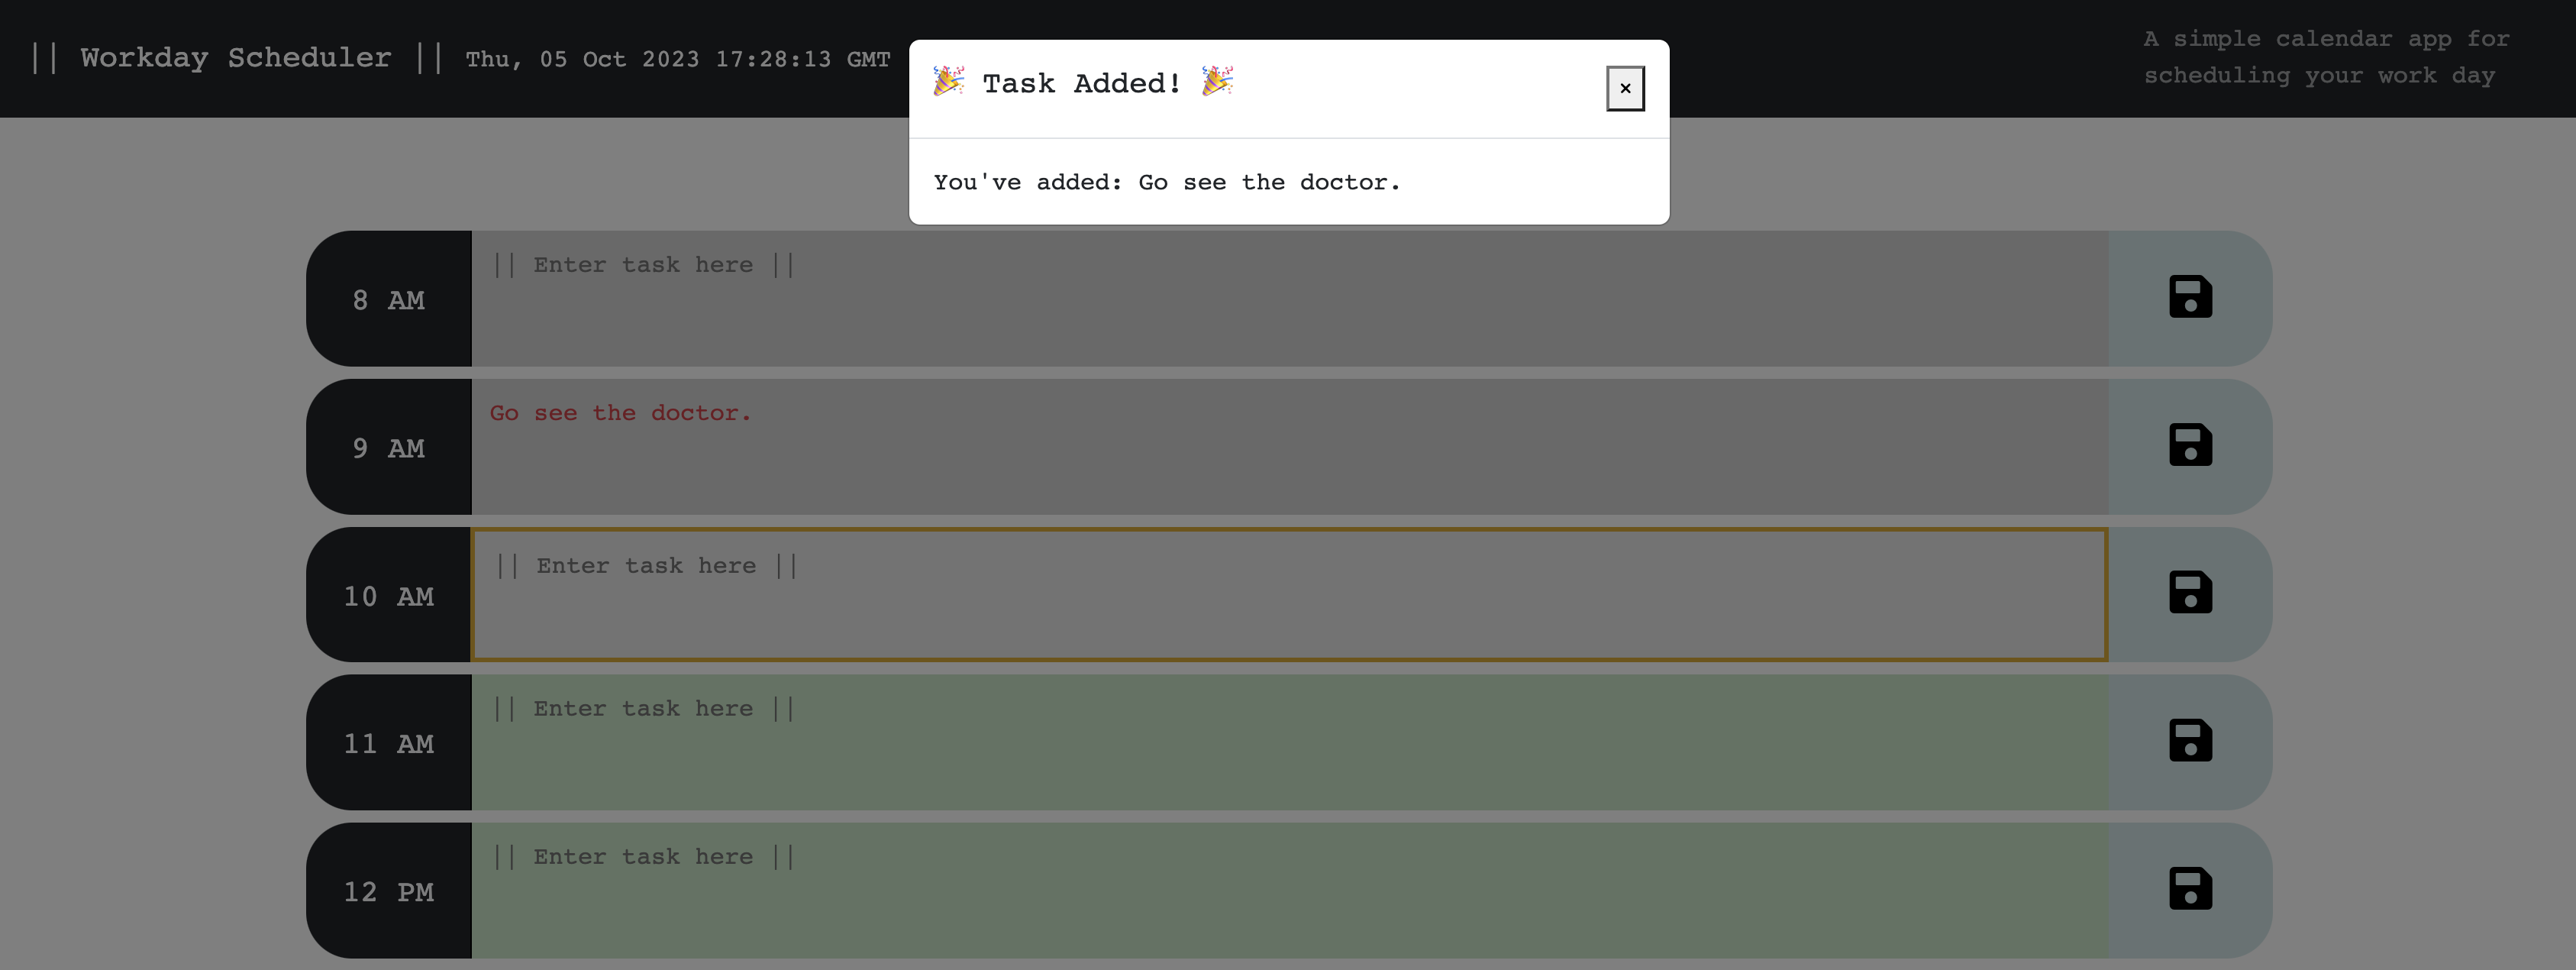 || Workday Scheduler || Thu, 05 Oct 2023 17:28:13 GMT
A simple calendar app for
scheduling your work day
🎉 Task Added! 🎉
×
You've added: Go see the doctor.
8 AM
|| Enter task here ||
9 AM
Go see the doctor.
10 AM
|| Enter task here ||
11 AM
|| Enter task here ||
12 PM
|| Enter task here ||